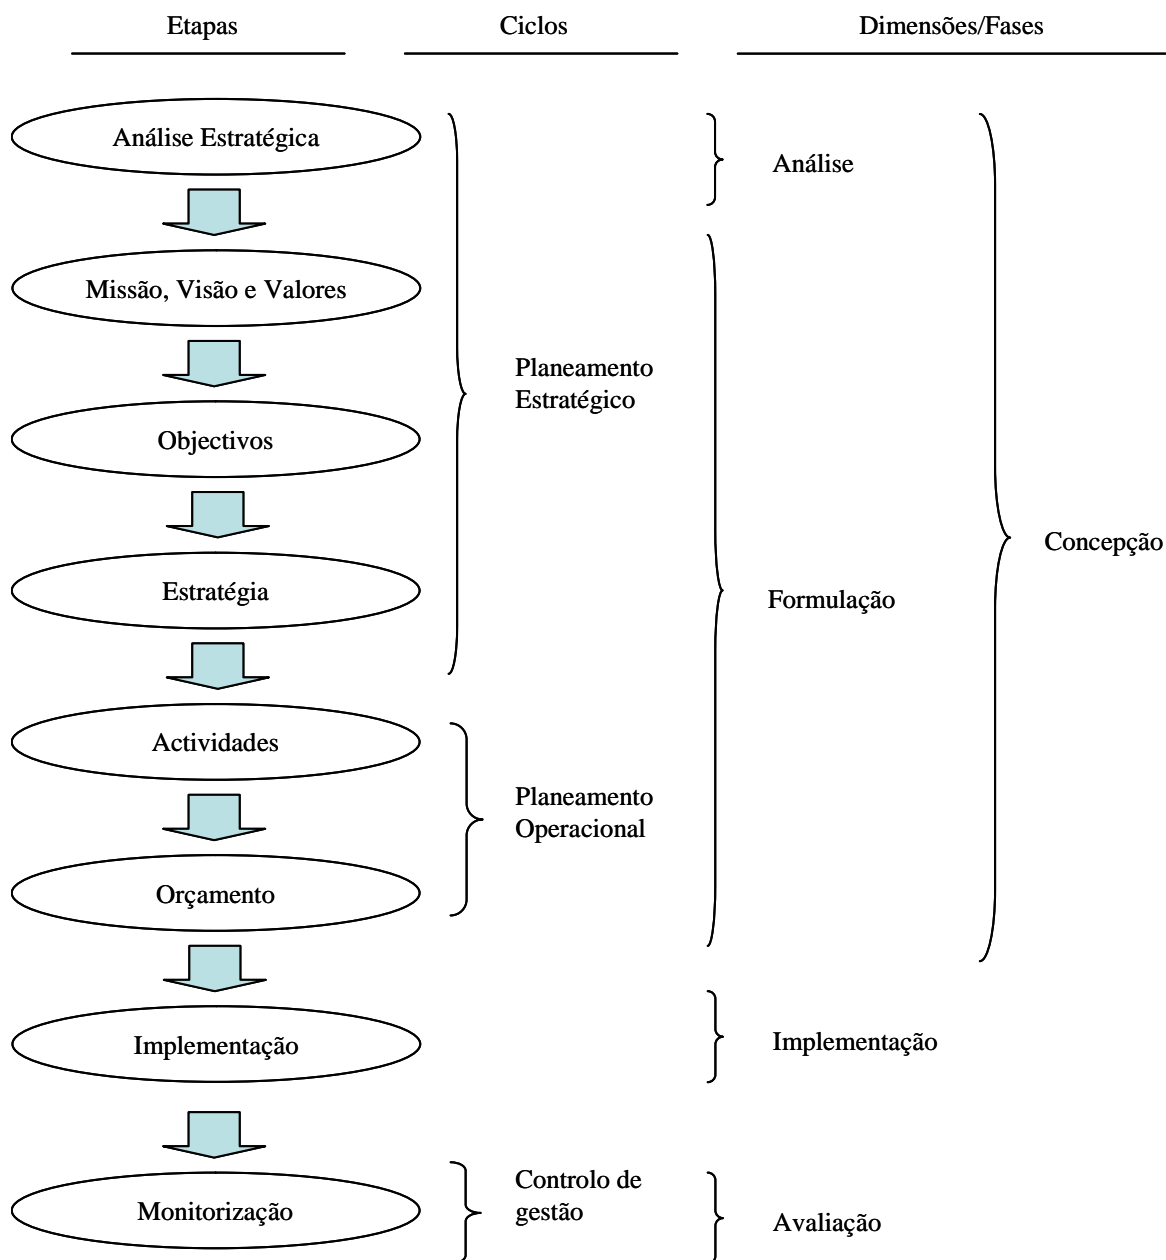 Etapas
Ciclos
Dimensões/Fases
Análise Estratégica
Análise
Missão, Visão e Valores
Planeamento
Estratégico
Objectivos
Concepção
Estratégia
Formulação
Actividades
Planeamento
Operacional
Orçamento
Implementação
Implementação
Controlo de
gestão
Monitorização
Avaliação